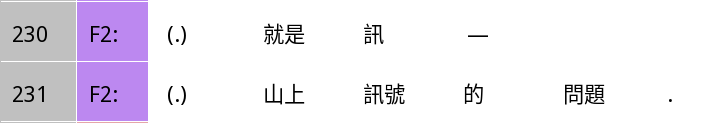 230 F2: (.) 就是 訊 —
231 F2: (.) 山上 訊號 的 問題 .